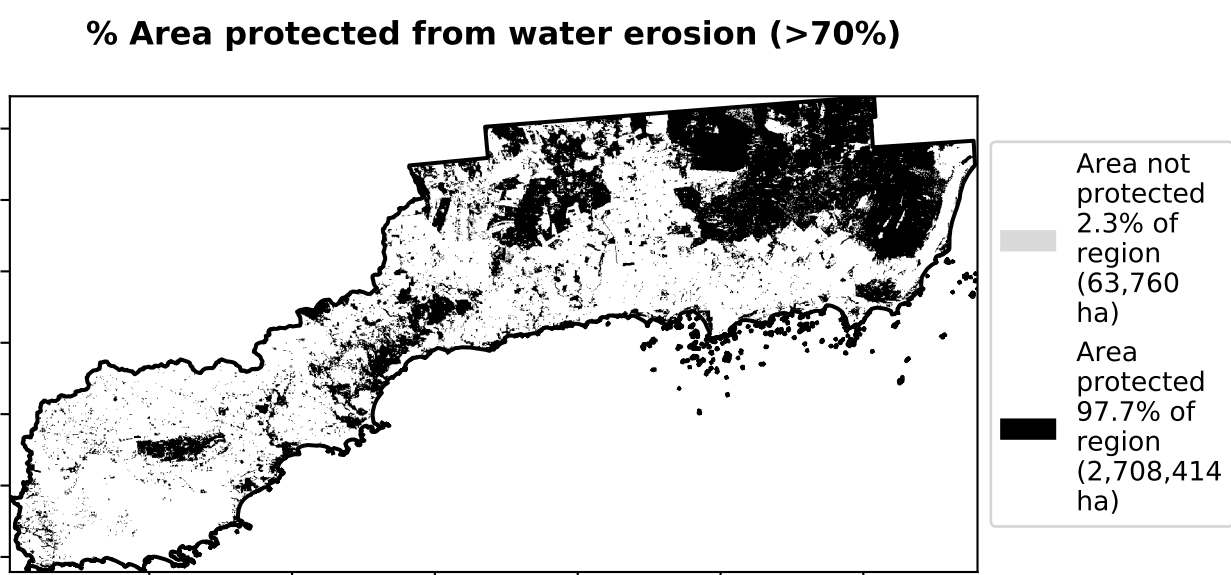 % Area protected from water erosion (>70%)
Area not
protected
2.3% of
region
(63,760
ha)
Area
protected
97.7% of
region
(2,708,414
ha)